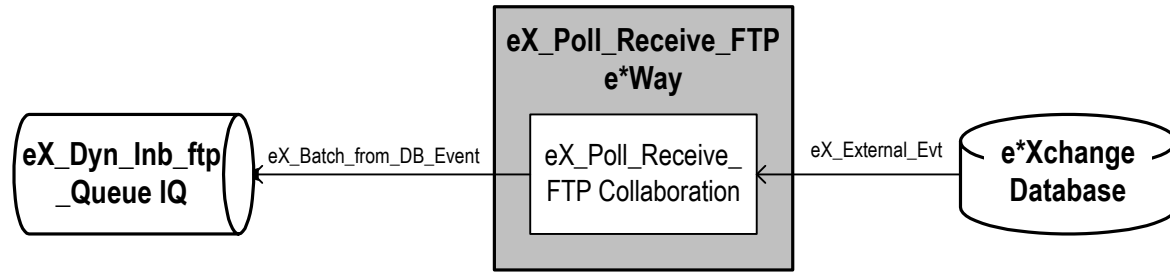 eX_Poll_Receive_FTP
e*Way
eX_Dyn_Inb_ftp
_Queue IQ
eX_Batch_from_DB_Event
eX_Poll_Receive_
FTP Collaboration
eX_External_Evt
e*Xchange
Database